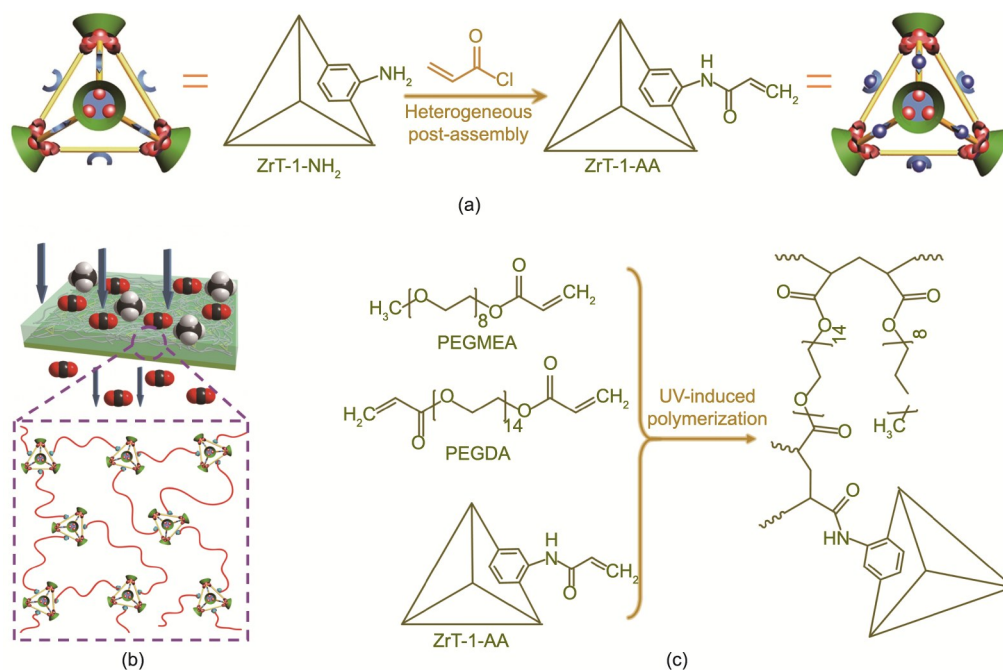 O
Cl
NH₂
Heterogeneous
post-assembly
ZrT-1-NH₂
H
N
O
CH₂
ZrT-1-AA
(a)
H₃C
O
8
O
O
CH₂
PEGMEA
H₂C
O
O
14
O
O
CH₂
PEGDA
H
N
O
CH₂
ZrT-1-AA
UV-induced
polymerization
O
O
O
O
14
8
O
O
H₃C
O
HN
(b)
(c)